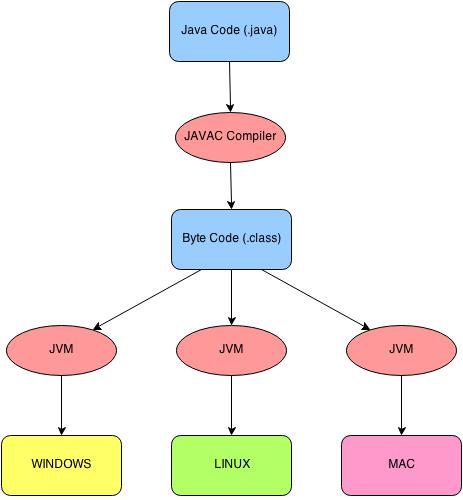 Java Code (.java)
JAVAC Compiler
Byte Code (.class)
JVM
JVM
JVM
WINDOWS
LINUX
MAC